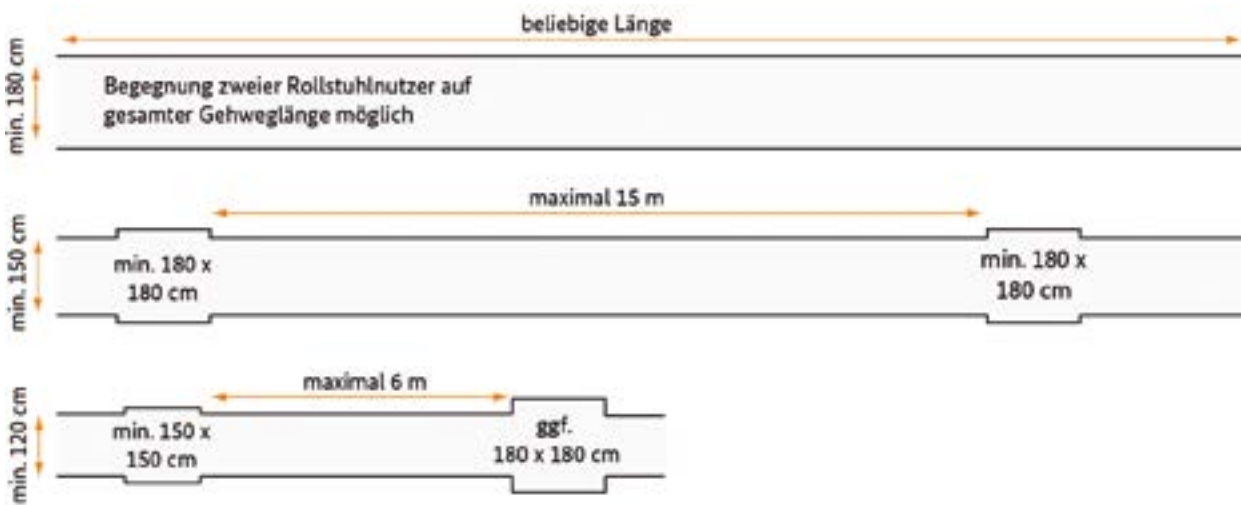 beliebige Länge
min. 180 cm
Begegnung zweier Rollstuhlnutzer auf
gesamter Gehweglänge möglich
maximal 15 m
min. 150 cm
min. 180 x
180 cm
min. 180 x
180 cm
maximal 6 m
min. 120 cm
min. 150 x
150 cm
ggf.
180 x 180 cm